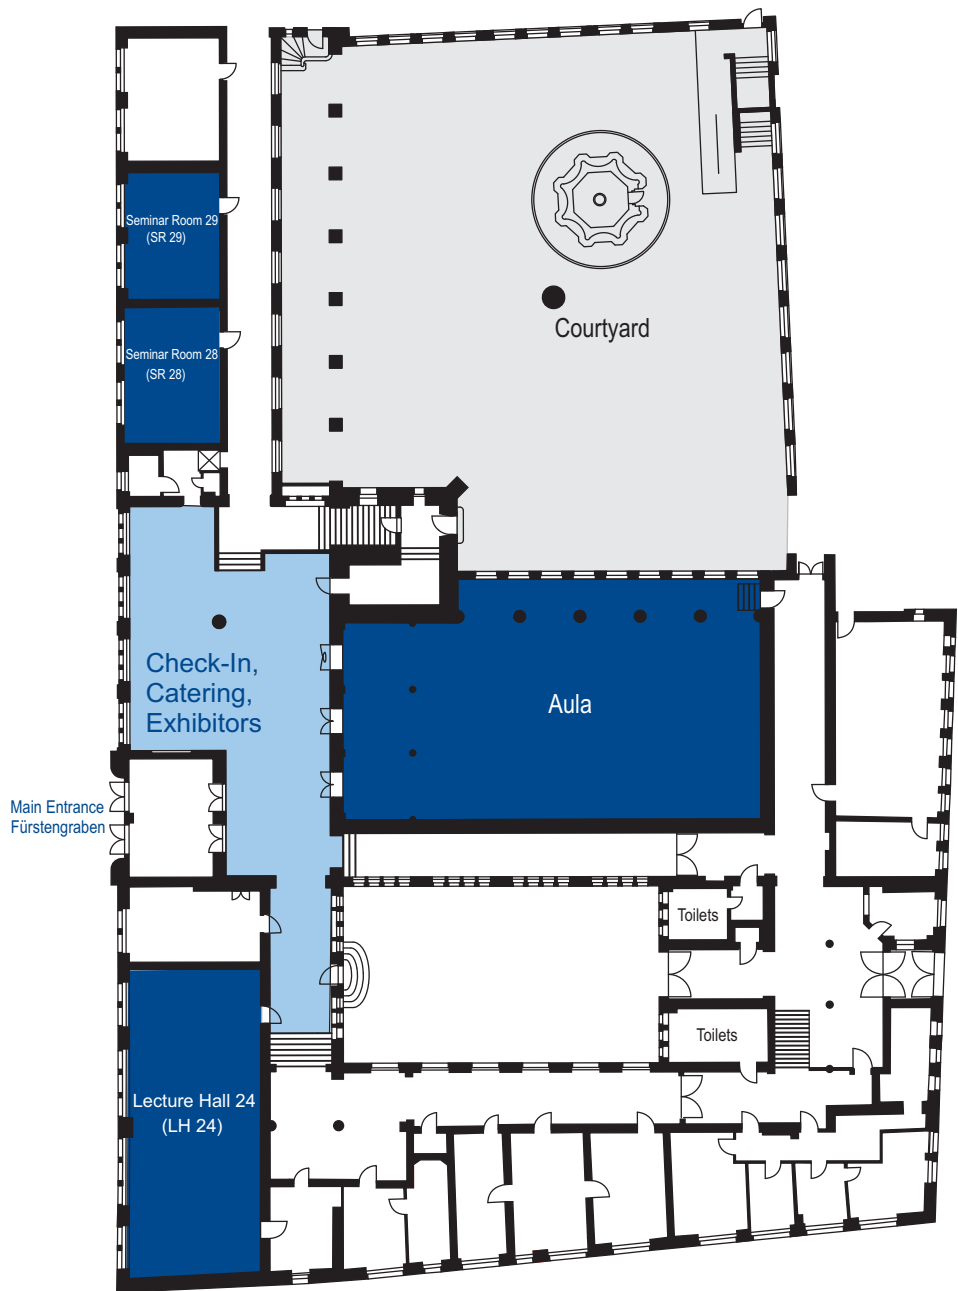 Seminar Room 29
(SR 29)
Seminar Room 28
(SR 28)
Courtyard
Check-In,
Catering,
Exhibitors
Aula
Main Entrance
Fürstengraben
Toilets
Toilets
Lecture Hall 24
(LH 24)